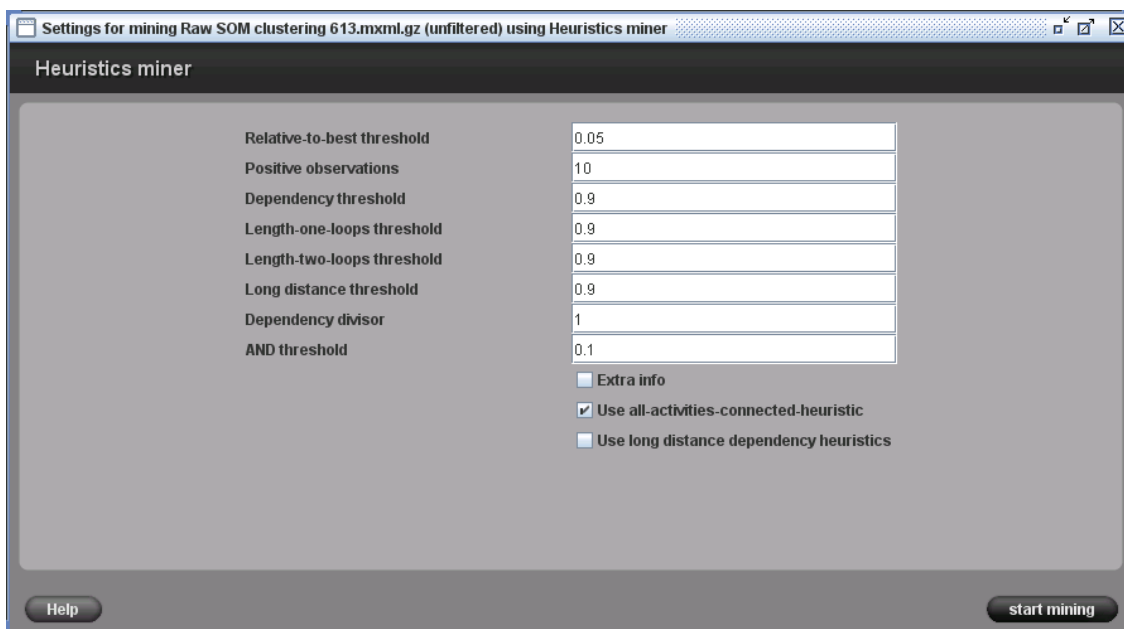 Settings for mining Raw SOM clustering 613.mxml.gz (unfiltered) using Heuristics miner
Heuristics miner
Relative-to-best threshold 0.05
Positive observations 10
Dependency threshold 0.9
Length-one-loops threshold 0.9
Length-two-loops threshold 0.9
Long distance threshold 0.9
Dependency divisor 1
AND threshold 0.1
Extra info
Use all-activities-connected-heuristic
Use long distance dependency heuristics
Help start mining